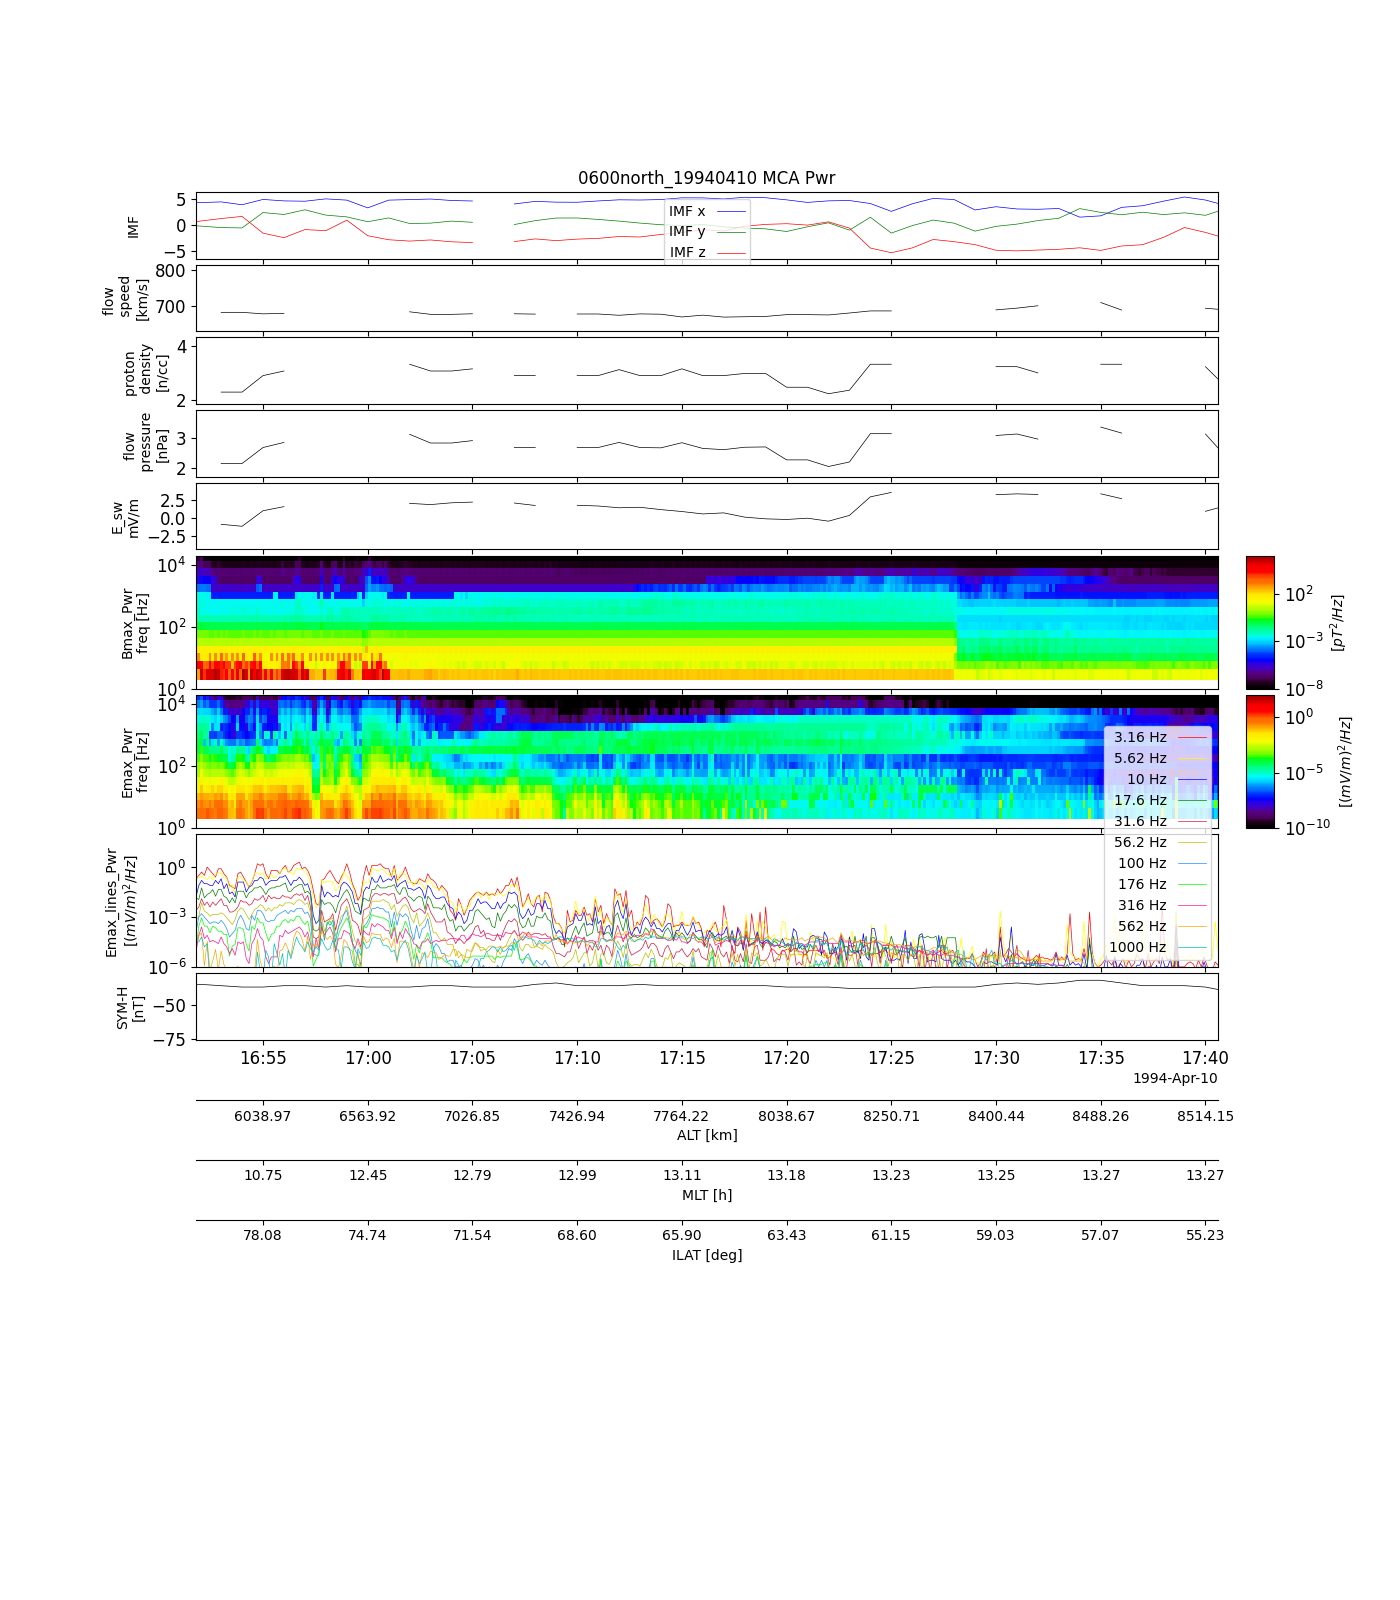 0600north_19940410 MCA Pwr
5
0
−5
IMF
IMF x
IMF y
IMF z
800
700
flow
speed
[km/s]
4
2
proton
density
[n/cc]
3
2
flow
pressure
[nPa]
2.5
0.0
−2.5
E_sw
mV/m
10^4
10^2
10^0
Bmax_Pwr
freq [Hz]
10^2
10^−3
10^−8
[pT^2/Hz]
10^4
10^2
10^0
Emax_Pwr
freq [Hz]
10^0
10^−5
10^−10
[(mV/m)^2/Hz]
3.16 Hz
5.62 Hz
10 Hz
17.6 Hz
31.6 Hz
56.2 Hz
100 Hz
176 Hz
316 Hz
562 Hz
1000 Hz
10^0
10^−3
10^−6
Emax_lines_Pwr
[(mV/m)^2/Hz]
−50
−75
SYM-H
[nT]
16:55 17:00 17:05 17:10 17:15 17:20 17:25 17:30 17:35 17:40
1994-Apr-10
6038.97 6563.92 7026.85 7426.94 7764.22 8038.67 8250.71 8400.44 8488.26 8514.15
ALT [km]
10.75 12.45 12.79 12.99 13.11 13.18 13.23 13.25 13.27 13.27
MLT [h]
78.08 74.74 71.54 68.60 65.90 63.43 61.15 59.03 57.07 55.23
ILAT [deg]